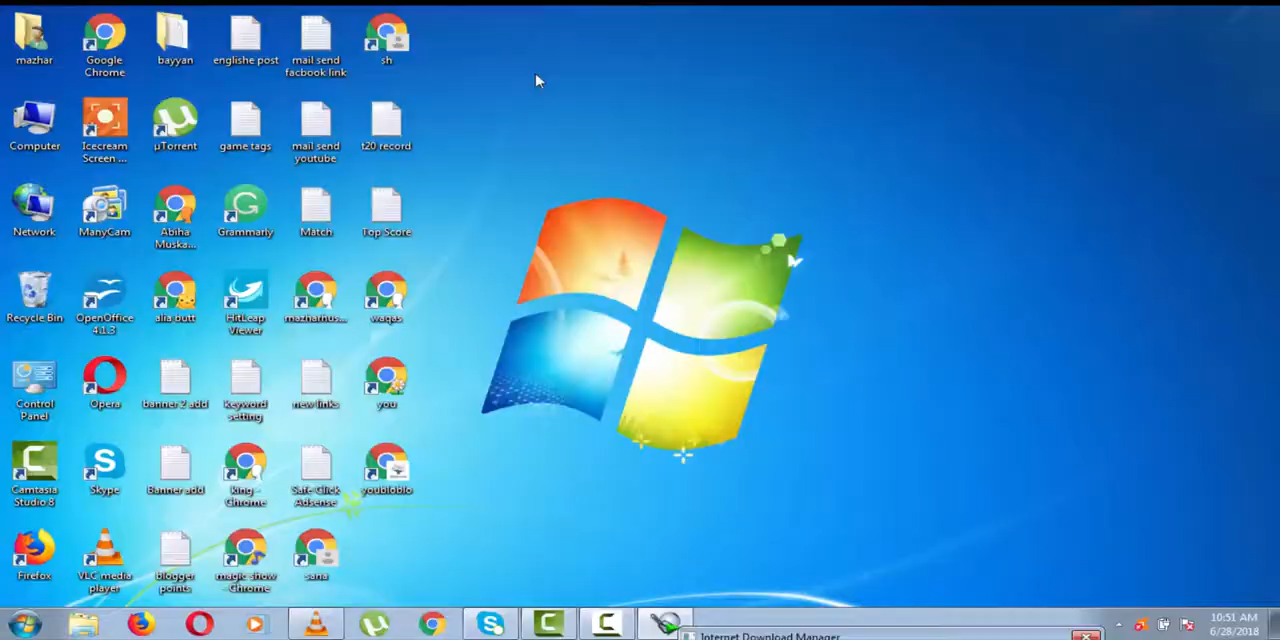 mazhar
Google
Chrome
bayyan
englishe post
mail send
facbook link
sh
Computer
Icecream
Screen ...
µTorrent
game tags
mail send
youtube
t20 record
Network
ManyCam
Abiha
Muska...
Grammarly
Match
Top Score
Recycle Bin
OpenOffice
4.1.3
alia butt
HitLeap
Viewer
mazharhus...
waqas
Control
Panel
Opera
banner 2 add
keyword
setting
new links
you
Camtasia
Studio 8
Skype
Banner add
king -
Chrome
Safe Click
Adsense
youbloblo
Firefox
VLC media
player
blogger
points
magic show
- Chrome
sana
Internet Download Manager
10:51 AM
6/28/2018